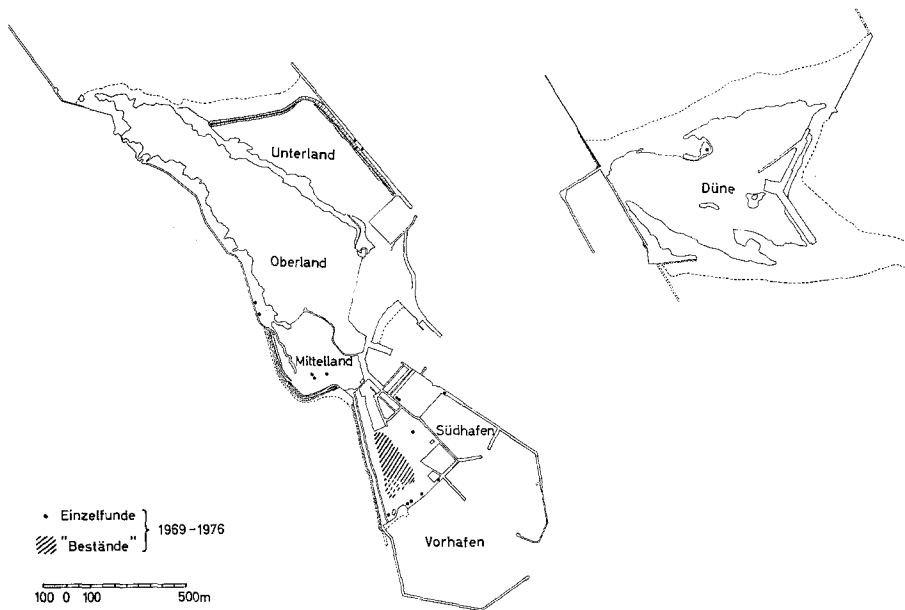 Unterland
Düne
Oberland
Mittelland
Südhafen
Vorhafen
• Einzelfunde
"Bestände"
1969-1976
100 0 100 500m